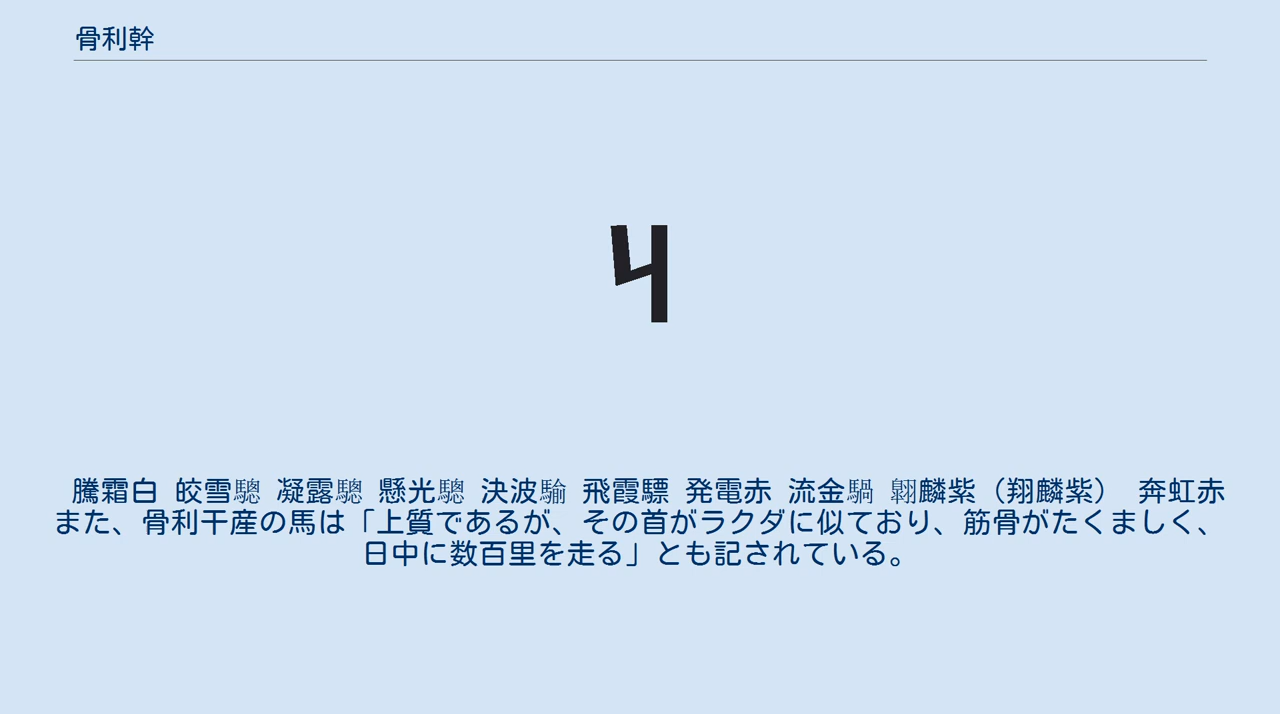 骨利幹
騰霜白 皎雪驄 凝露驄 懸光驄 決波騟 飛霞驃 発電赤 流金騧 翺麟紫（翔麟紫） 奔虹赤
また、骨利干産の馬は「上質であるが、その首がラクダに似ており、筋骨がたくましく、
日中に数百里を走る」とも記されている。